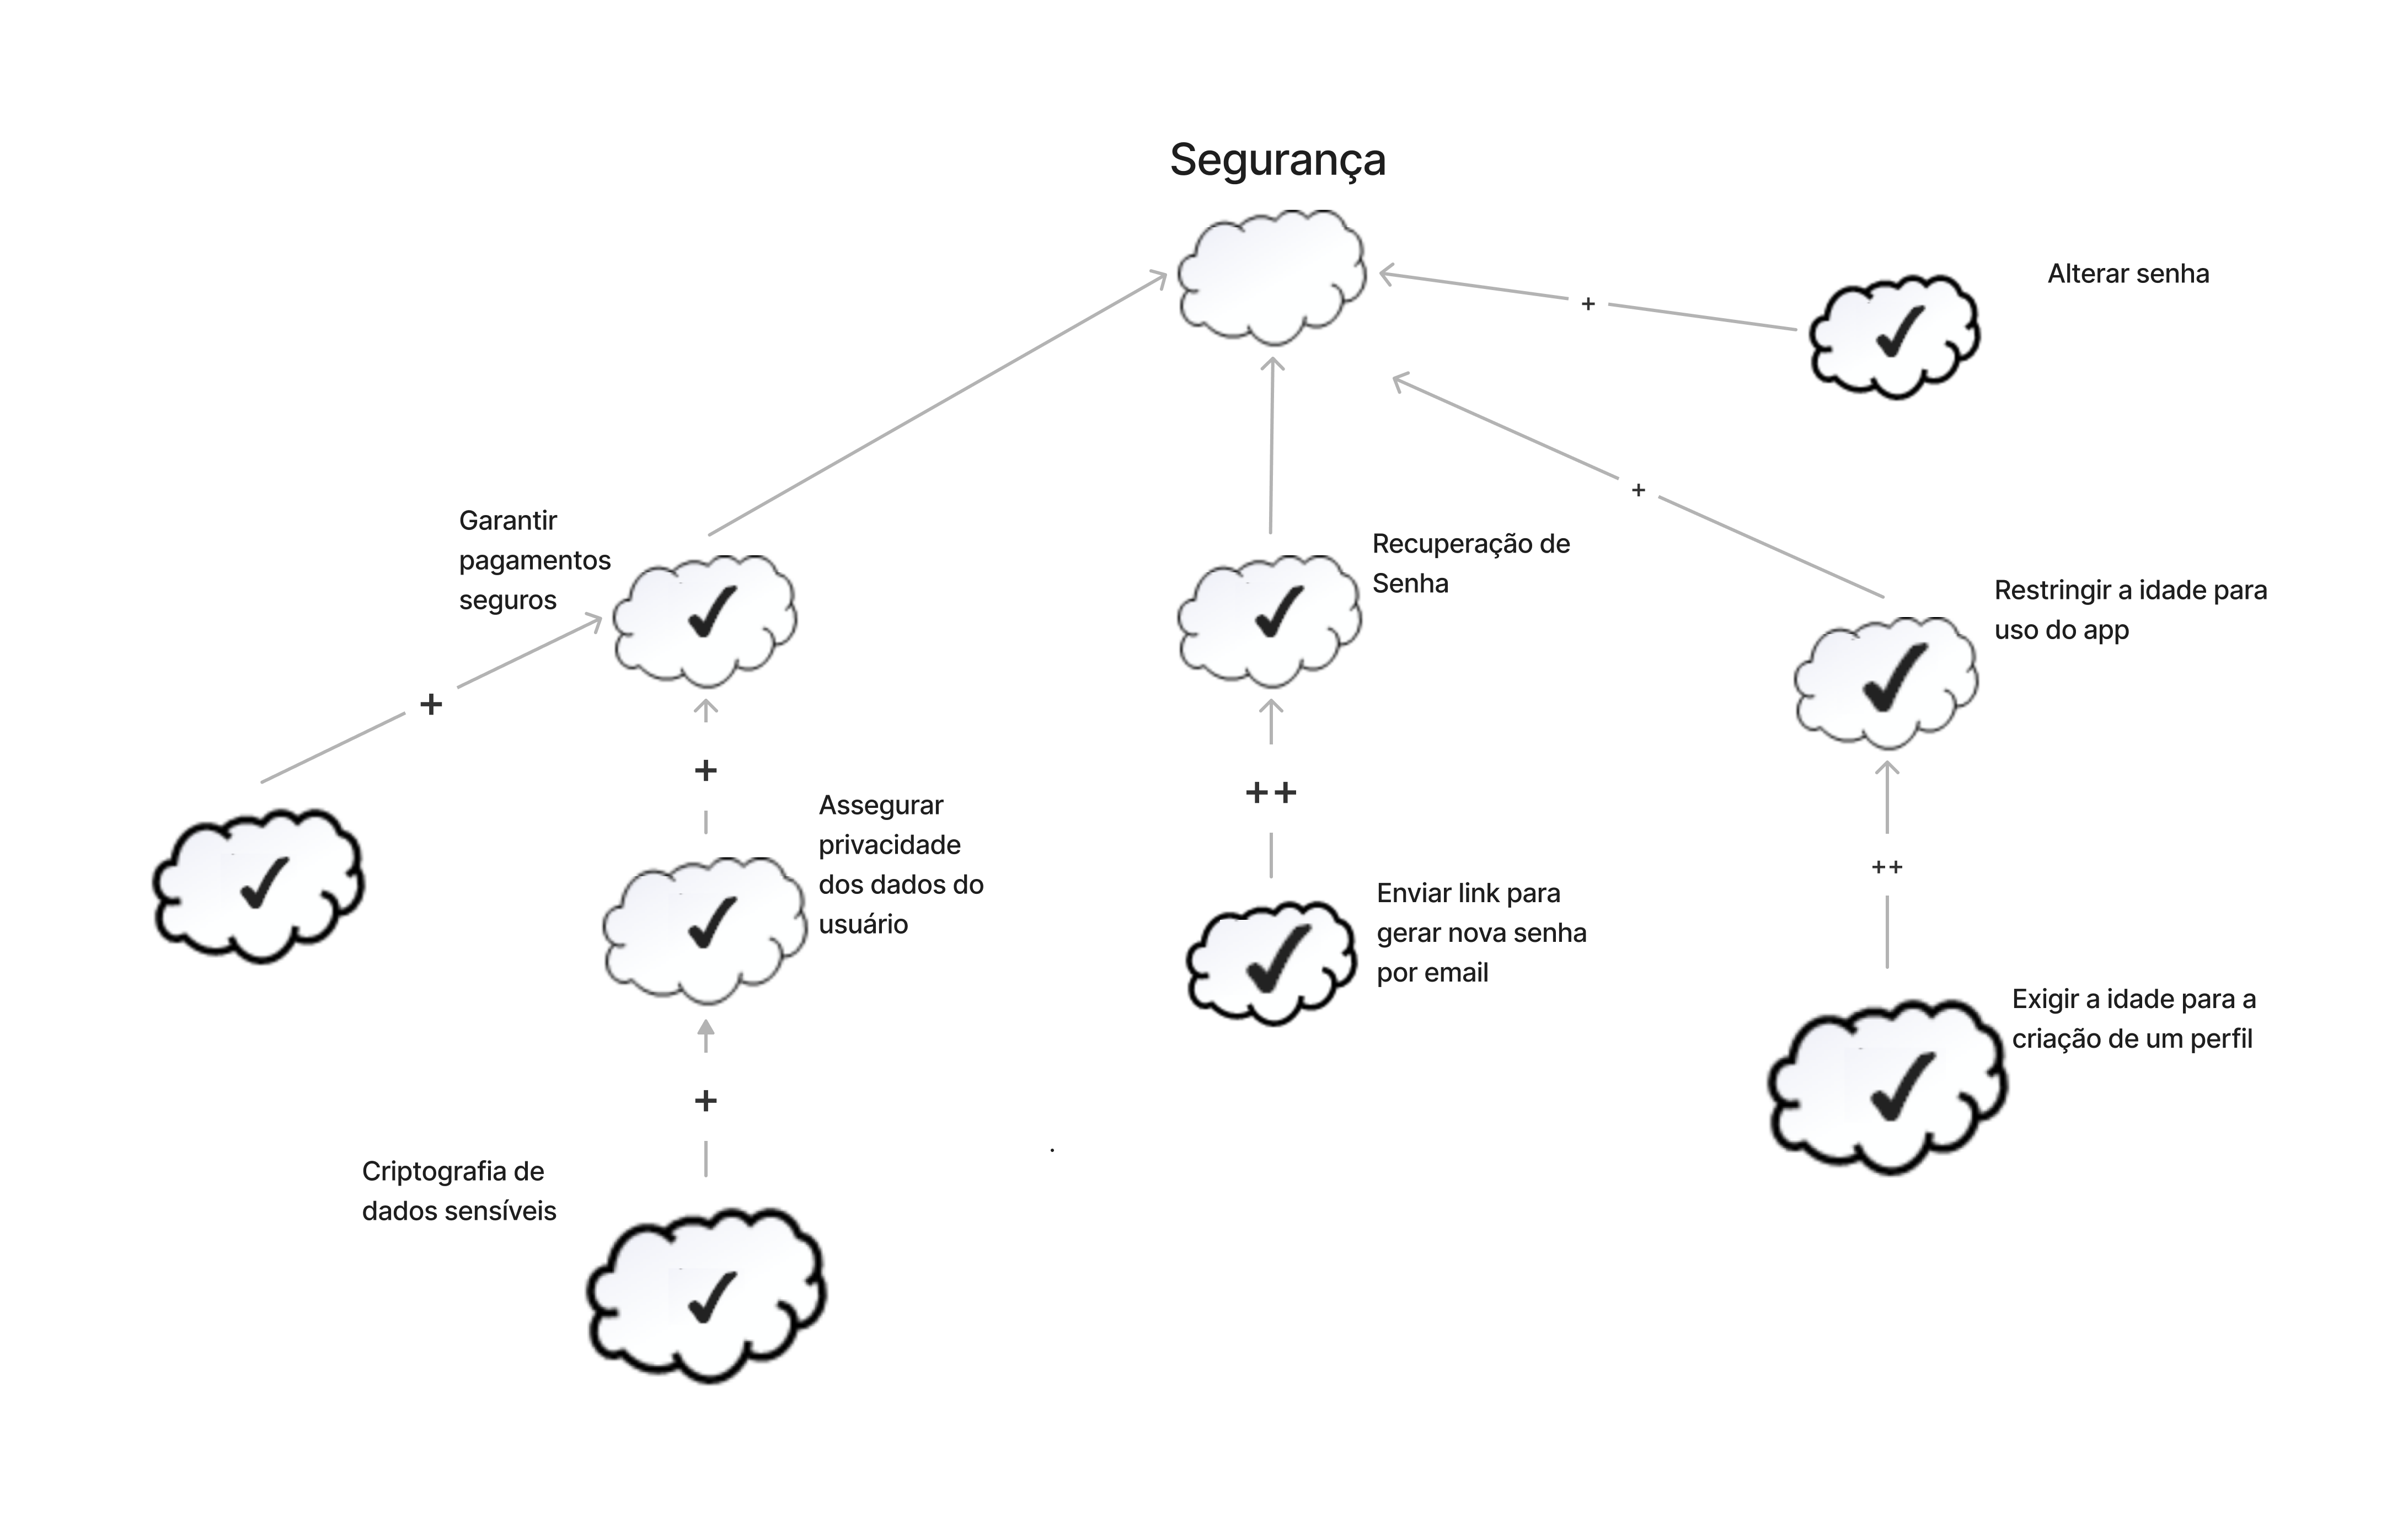 Segurança
Alterar senha
+
+
Garantir
pagamentos
seguros
Recuperação de
Senha
Restringir a idade para
uso do app
+
+
++
++
Assegurar
privacidade
dos dados do
usuário
Enviar link para
gerar nova senha
por email
Exigir a idade para a
criação de um perfil
+
Criptografia de
dados sensíveis
.